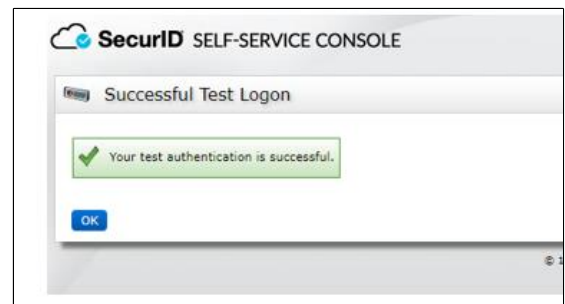 SecurID SELF-SERVICE CONSOLE
Successful Test Logon
Your test authentication is successful.
OK
©